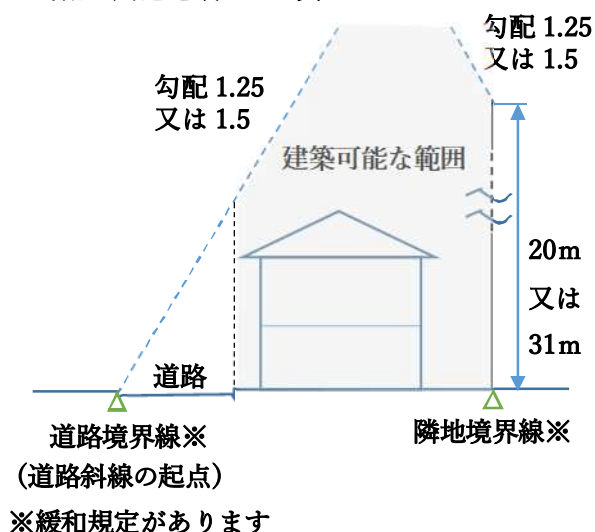 勾配 1.25
又は 1.5
勾配 1.25
又は 1.5
建築可能な範囲
20m
又は
31m
道路
道路境界線※
(道路斜線の起点)
隣地境界線※
※緩和規定があります